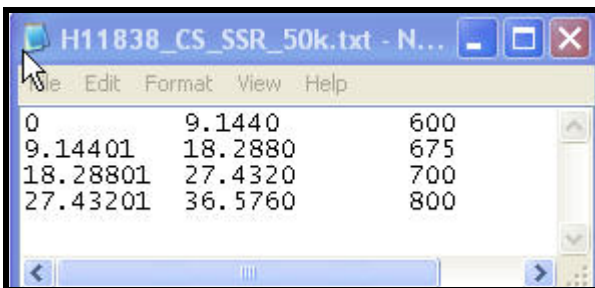 H11838_CS_SSR_50k.txt - N...
Edit Format View Help
0 9.1440 600
9.14401 18.2880 675
18.28801 27.4320 700
27.43201 36.5760 800